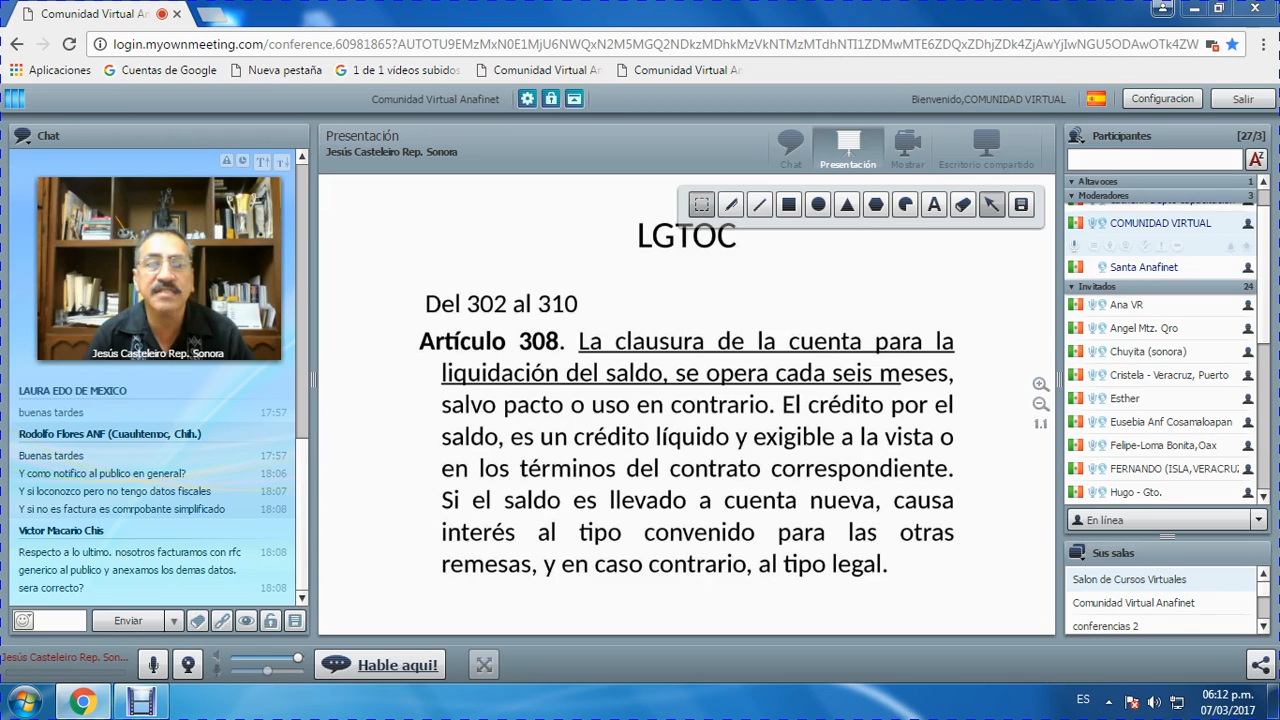 Comunidad Virtual Anafinet
login.myownmeeting.com/conference.60981865?
Aplicaciones
Cuentas de Google
Nueva pestaña
1 de 1 vídeos subidos
Comunidad Virtual An
Comunidad Virtual An
Comunidad Virtual Anafinet
Bienvenido,COMUNIDAD VIRTUAL
Configuracion
Salir
Chat
Jesús Casteleiro Rep. Sonora
LAURA EDO DE MEXICO
buenas tardes 17:57
Rodolfo Flores ANF (Cuauhtemoc, Chih.)
Buenas tardes 17:57
Y como notifico al publico en general? 18:06
Y si loconozco pero no tengo datos fiscales 18:07
Y si no es factura es comrpobante simplificado 18:08
Victor Macario Chis
Respecto a lo ultimo. nosotros facturamos con rfc 18:08
generico al publico y anexamos los demas datos.
sera correcto? 18:08
Enviar
Presentación
Jesús Casteleiro Rep. Sonora
Chat
Presentación
Mostrar
Escritorio compartido
LGTOC
Del 302 al 310
Artículo 308. La clausura de la cuenta para la
liquidación del saldo, se opera cada seis meses,
salvo pacto o uso en contrario. El crédito por el
saldo, es un crédito líquido y exigible a la vista o
en los términos del contrato correspondiente.
Si el saldo es llevado a cuenta nueva, causa
interés al tipo convenido para las otras
remesas, y en caso contrario, al tipo legal.
1.1
Participantes [27/3]
Altavoces 1
Moderadores 3
COMUNIDAD VIRTUAL
Santa Anafinet
Invitados 24
Ana VR
Angel Mtz. Qro
Chuyita (sonora)
Cristela - Veracruz, Puerto
Esther
Eusebia Anf Cosamaloapan
Felipe-Loma Bonita,Oax
FERNANDO (ISLA,VERACRUZ
Hugo - Gto.
En línea
Sus salas
Salon de Cursos Virtuales
Comunidad Virtual Anafinet
conferencias 2
Jesús Casteleiro Rep. Son...
Hable aqui!
ES
06:12 p.m.
07/03/2017